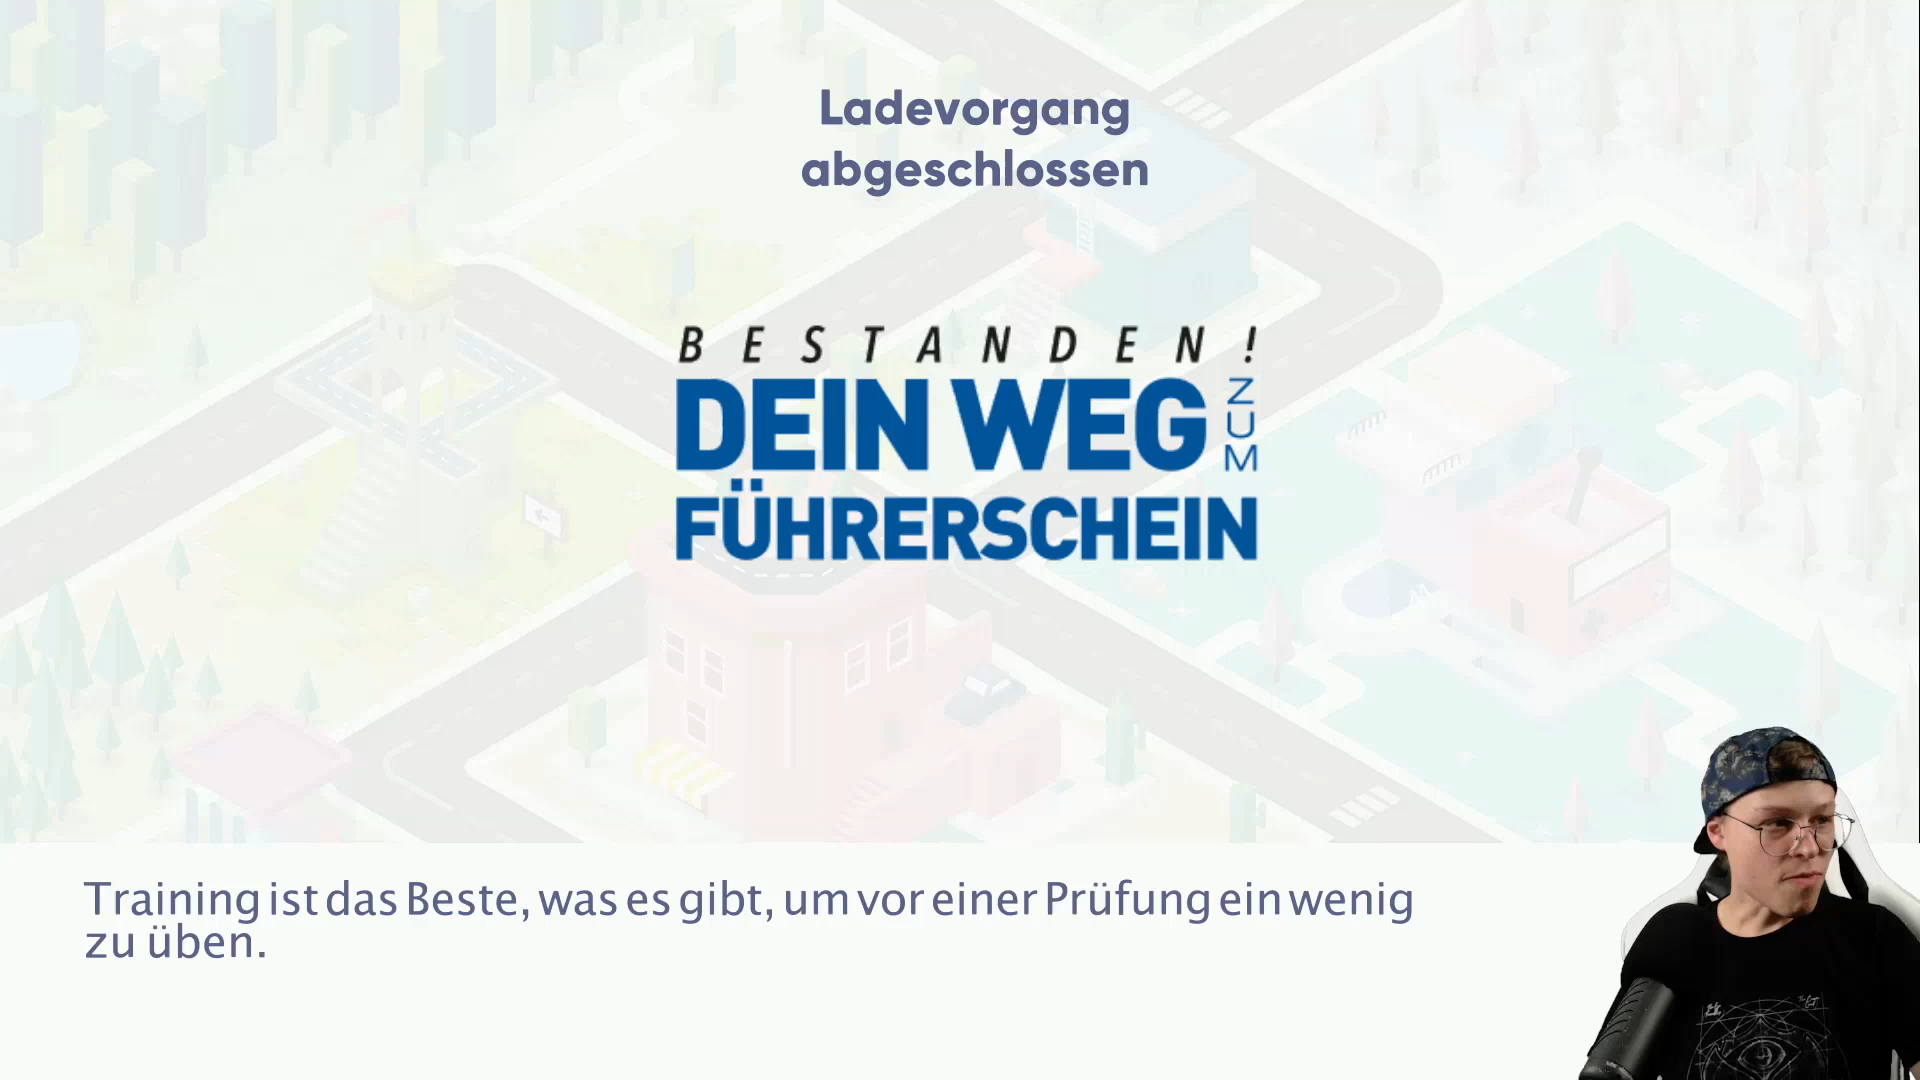 Ladevorgang
abgeschlossen
BESTANDEN!
DEIN WEG ZUM
FÜHRERSCHEIN
Training ist das Beste, was es gibt, um vor einer Prüfung ein wenig
zu üben.